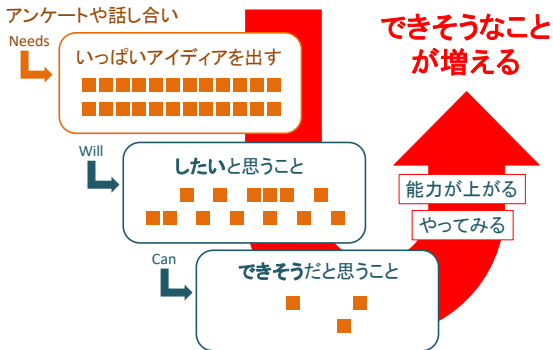 アンケートや話し合い
Needs
いっぱいアイディアを出す
Will
したいと思うこと
Can
できそうだと思うこと
できそうなこと
が増える
能力が上がる
やってみる